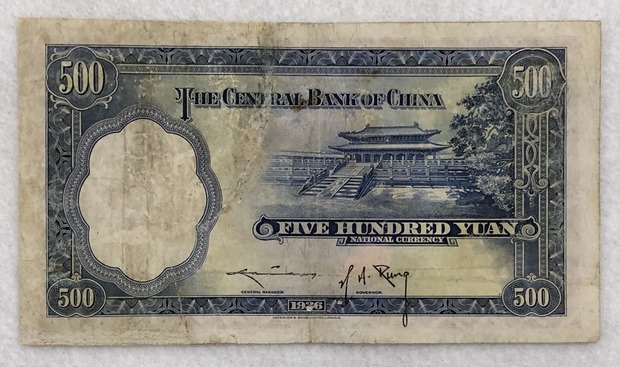 500
500
THE CENTRAL BANK OF CHINA
FIVE HUNDRED YUAN
NATIONAL CURRENCY
GENERAL MANAGER.
GOVERNOR.
500
1936
500